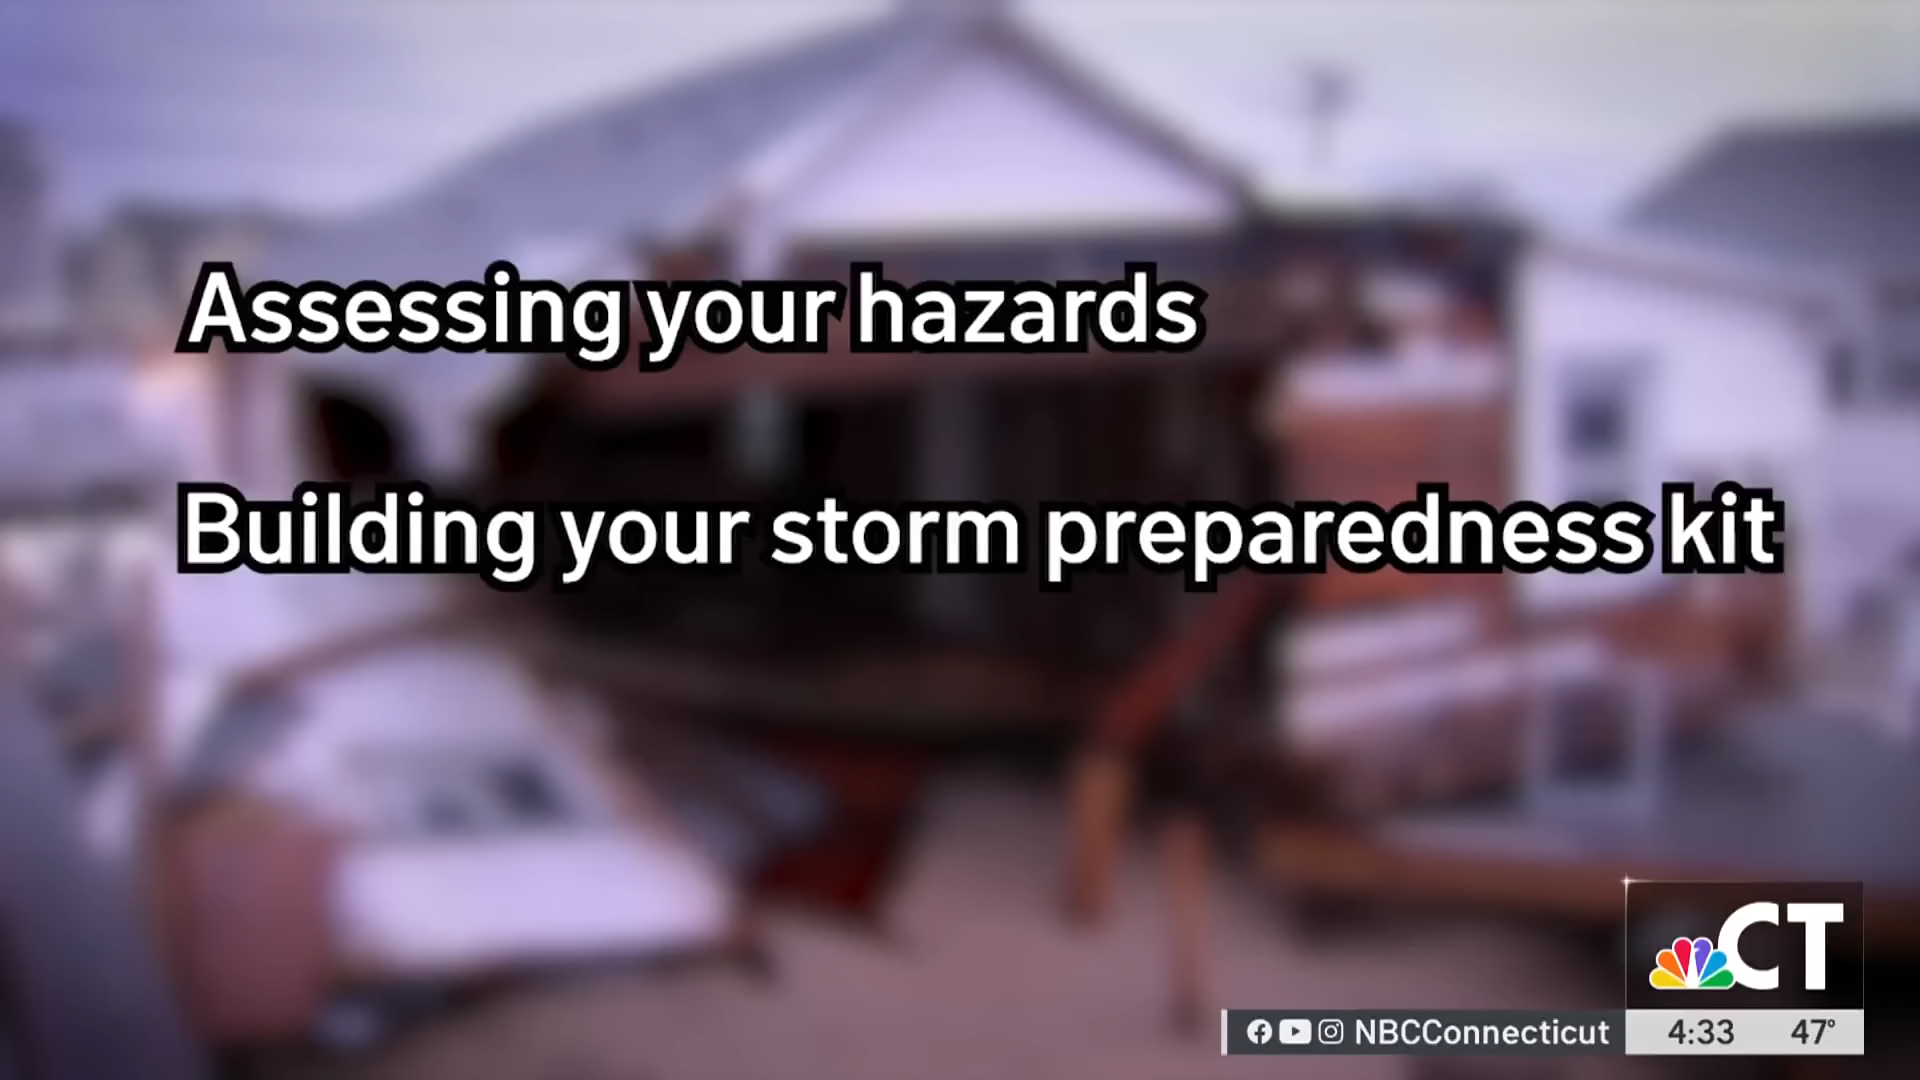 Assessing your hazards
Building your storm preparedness kit
CT
NBCConnecticut
4:33 47°